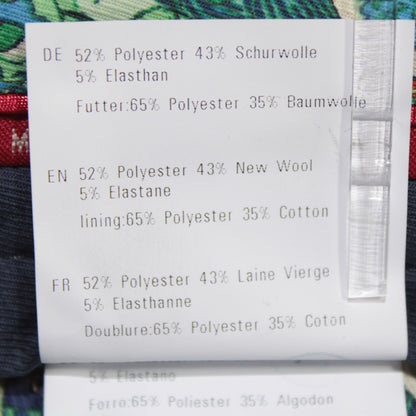 DE 52% Polyester 43% Schurwolle
5% Elasthan
Futter:65% Polyester 35% Baumwolle
M
EN 52% Polyester 43% New Wool
5% Elastane
lining:65% Polyester 35% Cotton
FR 52% Polyester 43% Laine Vierge
5% Elasthanne
Doublure:65% Polyester 35% Coton
5% Elastano
Forro:65% Poliester 35% Algodon